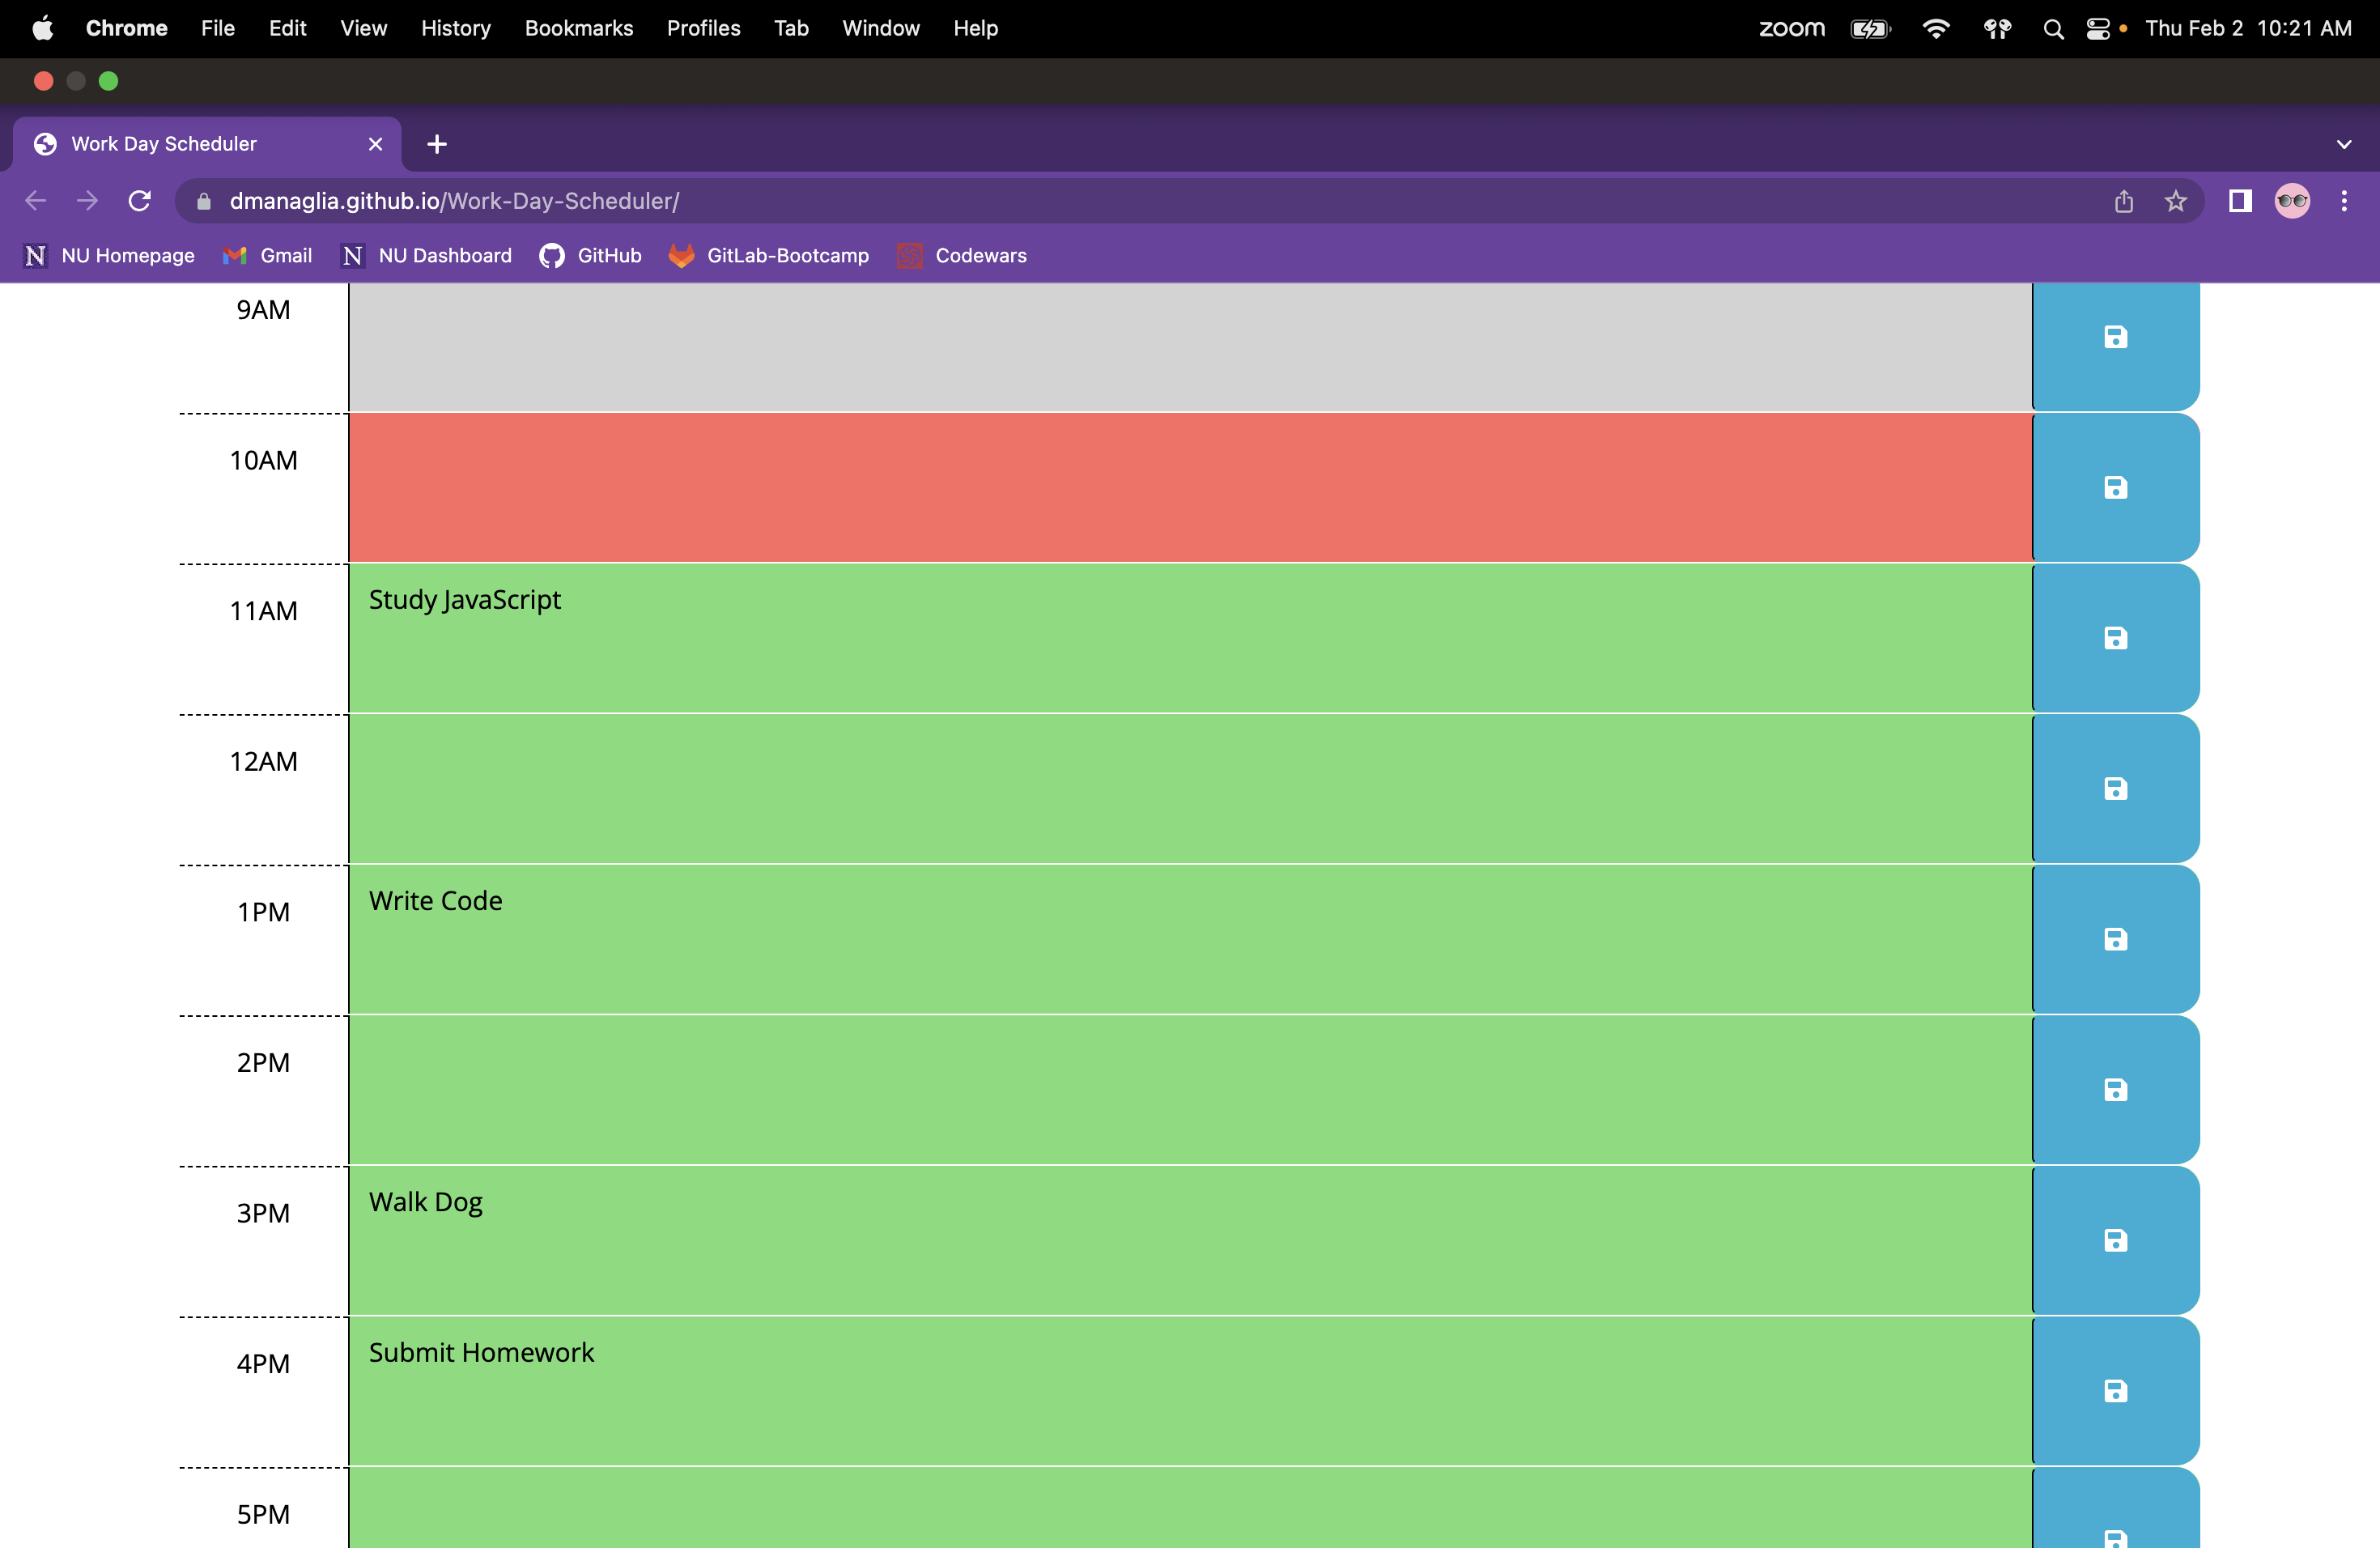 Chrome File Edit View History Bookmarks Profiles Tab Window Help zoom Thu Feb 2 10:21 AM
Work Day Scheduler
dmanaglia.github.io/Work-Day-Scheduler/
N NU Homepage Gmail N NU Dashboard GitHub GitLab-Bootcamp Codewars
9AM
10AM
11AM Study JavaScript
12AM
1PM Write Code
2PM
3PM Walk Dog
4PM Submit Homework
5PM